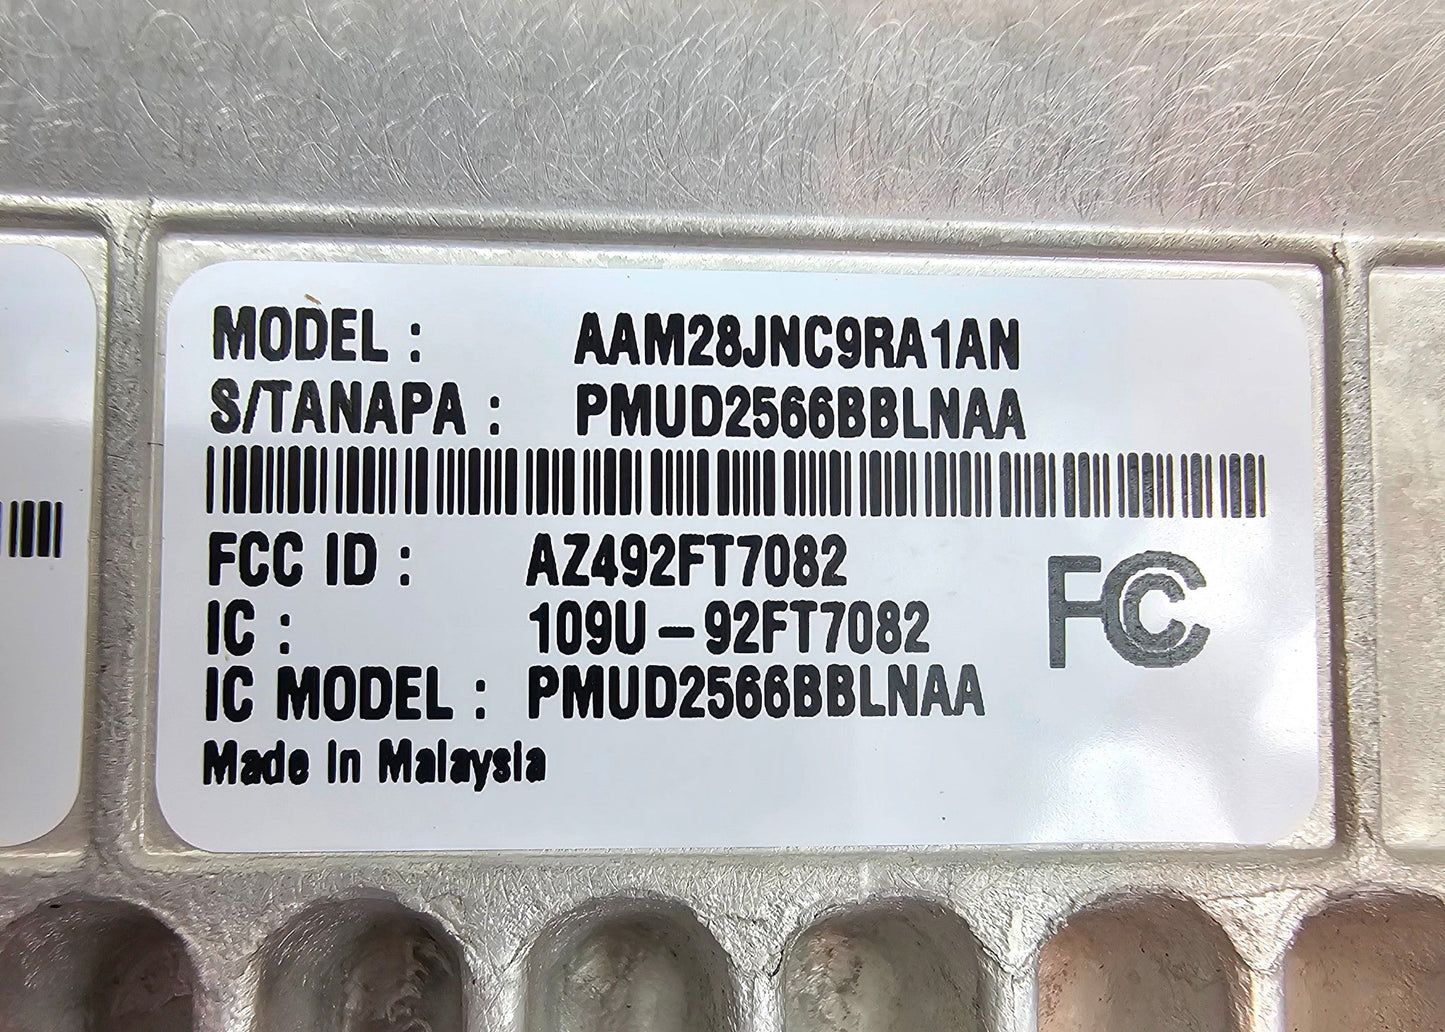 MODEL : AAM28JNC9RA1AN
S/TANAPA : PMUD2566BBLNAA
FCC ID : AZ492FT7082
IC : 109U-92FT7082
FC
IC MODEL : PMUD2566BBLNAA
Made In Malaysia